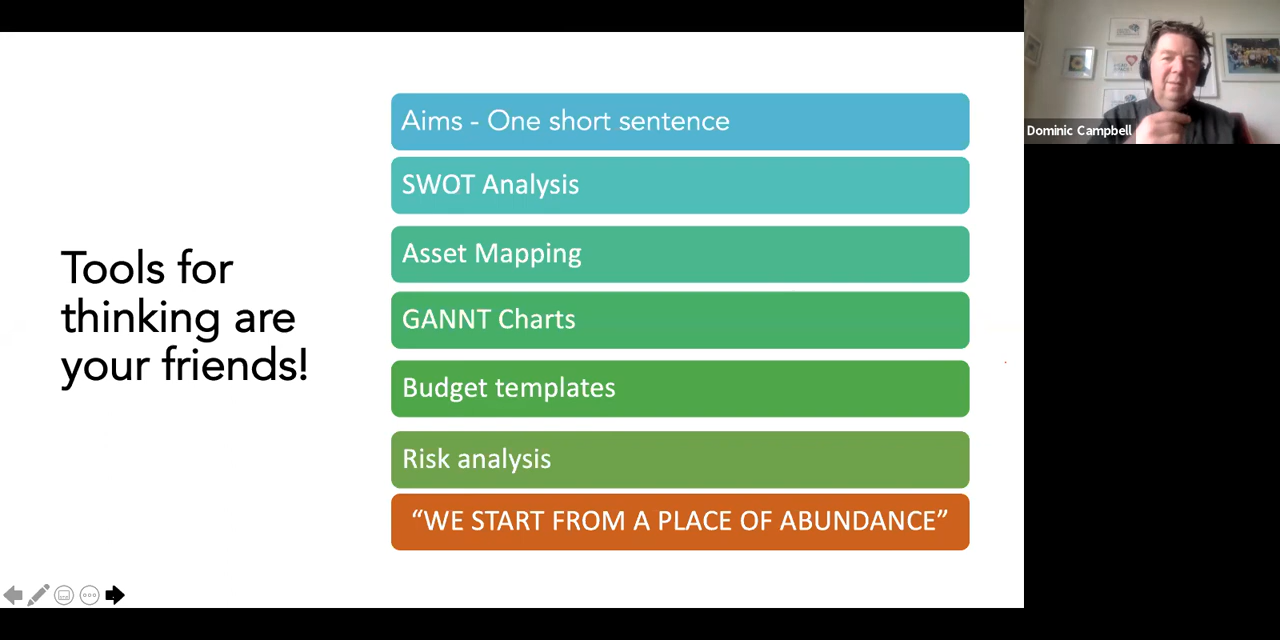 Tools for
thinking are
your friends!
Aims - One short sentence
SWOT Analysis
Asset Mapping
GANNT Charts
Budget templates
Risk analysis
“WE START FROM A PLACE OF ABUNDANCE”
Dominic Campbell